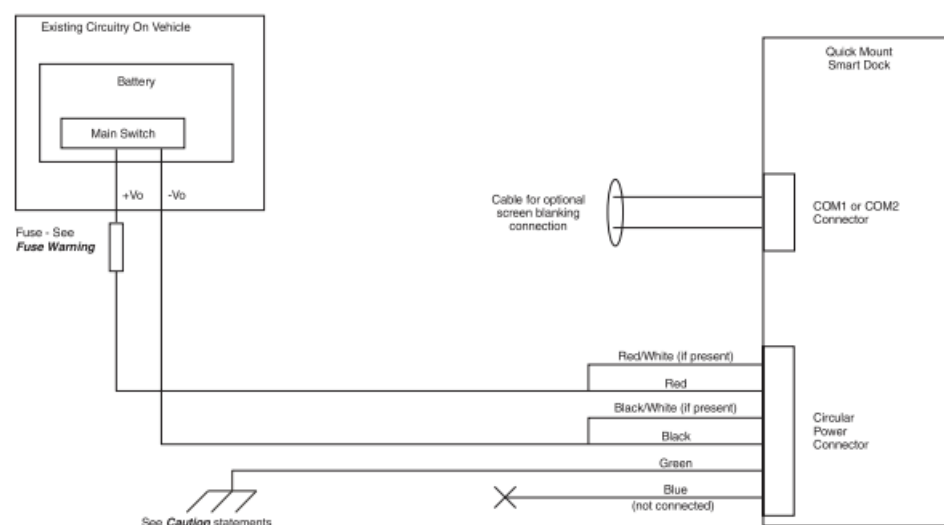 Existing Circuitry On Vehicle
Battery
Main Switch
+Vo
-Vo
Fuse - See
Fuse Warning
Quick Mount
Smart Dock
Cable for optional
screen blanking
connection
COM1 or COM2
Connector
Red/White (if present)
Red
Black/White (if present)
Black
Green
Blue
(not connected)
Circular
Power
Connector
See Caution statements